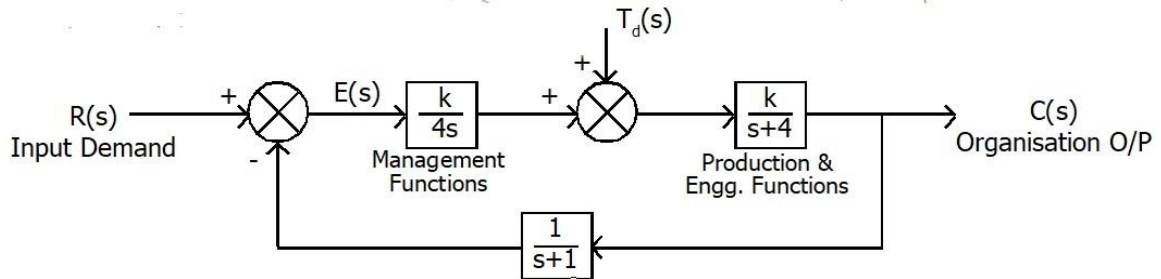 T_d(s)
+
+ E(s) k + k
R(s) 4s s+4 C(s)
Input Demand - Management Functions Production & Engg. Functions Organisation O/P
1
s+1